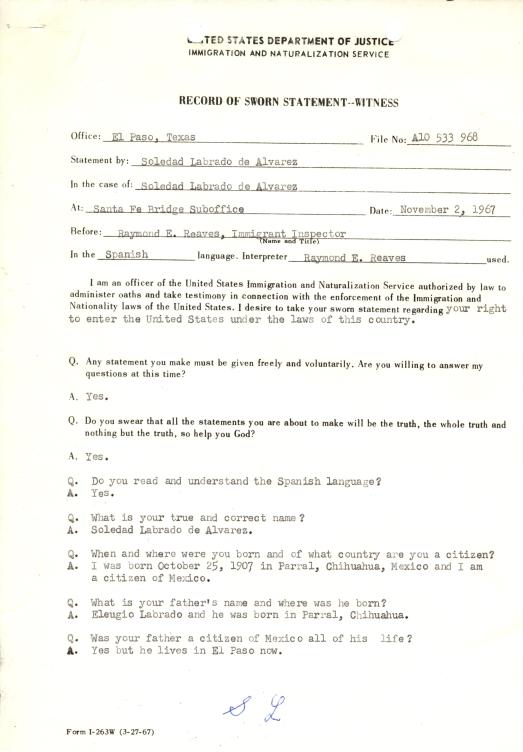 UNITED STATES DEPARTMENT OF JUSTICE
IMMIGRATION AND NATURALIZATION SERVICE
RECORD OF SWORN STATEMENT--WITNESS
Office: El Paso, Texas File No: A10 533 968
Statement by: Soledad Labrado de Alvarez
In the case of: Soledad Labrado de Alvarez
At: Santa Fe Bridge Suboffice Date: November 2, 1967
Before: Raymond E. Reaves, Immigrant Inspector
(Name and Title)
In the Spanish language. Interpreter Raymond E. Reaves used.
I am an officer of the United States Immigration and Naturalization Service authorized by law to
administer oaths and take testimony in connection with the enforcement of the Immigration and
Nationality laws of the United States. I desire to take your sworn statement regarding your right
to enter the United States under the laws of this country.
Q. Any statement you make must be given freely and voluntarily. Are you willing to answer my
questions at this time?
A. Yes.
Q. Do you swear that all the statements you are about to make will be the truth, the whole truth and
nothing but the truth, so help you God?
A. Yes.
Q. Do you read and understand the Spanish language?
A. Yes.
Q. What is your true and correct name?
A. Soledad Labrado de Alvarez.
Q. When and where were you born and of what country are you a citizen?
A. I was born October 25, 1907 in Parral, Chihuahua, Mexico and I am
a citizen of Mexico.
Q. What is your father's name and where was he born?
A. Eleugio Labrado and he was born in Parral, Chihuahua.
Q. Was your father a citizen of Mexico all of his life?
A. Yes but he lives in El Paso now.
S L
Form I-263W (3-27-67)